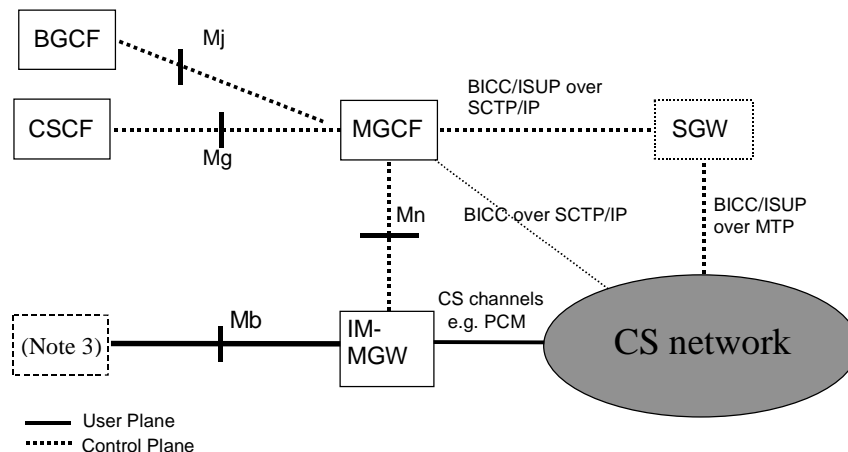 BGCF
Mj
BICC/ISUP over
SCTP/IP
CSCF
MGCF
SGW
Mg
Mn
BICC over SCTP/IP
BICC/ISUP
over MTP
(Note 3)
Mb
IM-
MGW
CS channels
e.g. PCM
CS network
User Plane
Control Plane